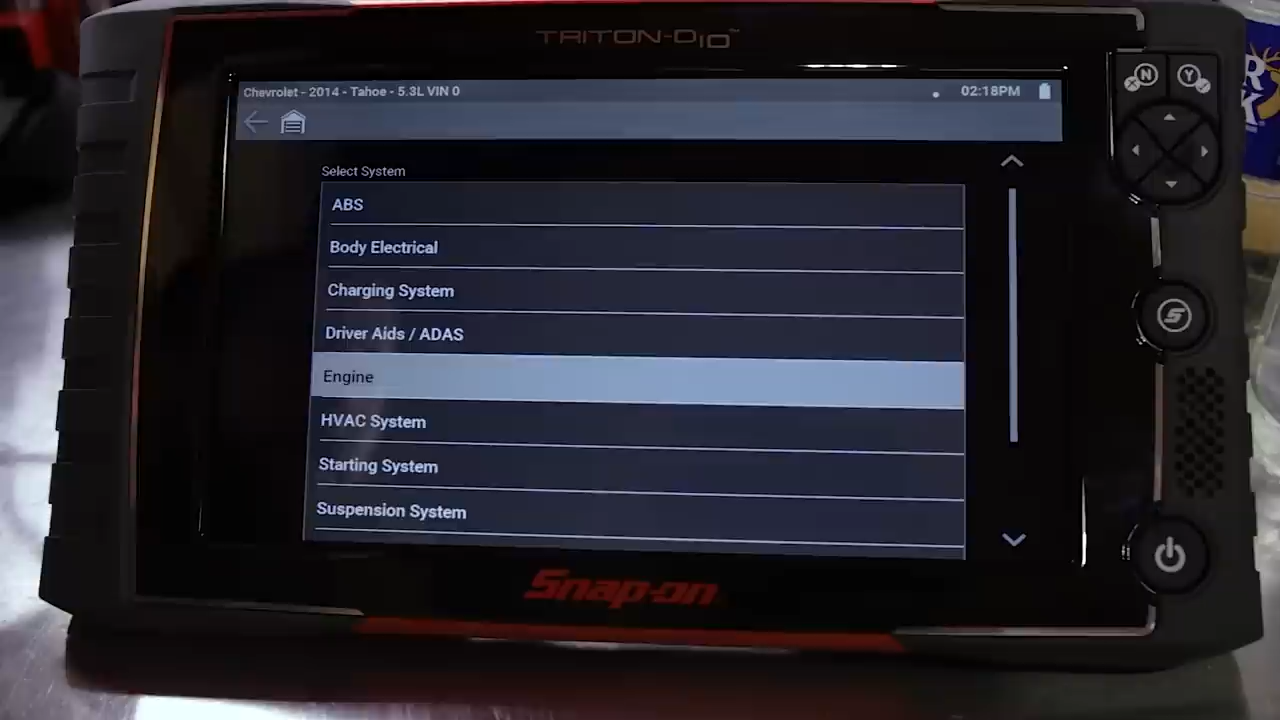 TRITON-D10™
Chevrolet - 2014 - Tahoe - 5.3L VIN 0
02:18PM
N
Y
Select System
ABS
Body Electrical
Charging System
Driver Aids / ADAS
Engine
HVAC System
Starting System
Suspension System
S
Snap-on